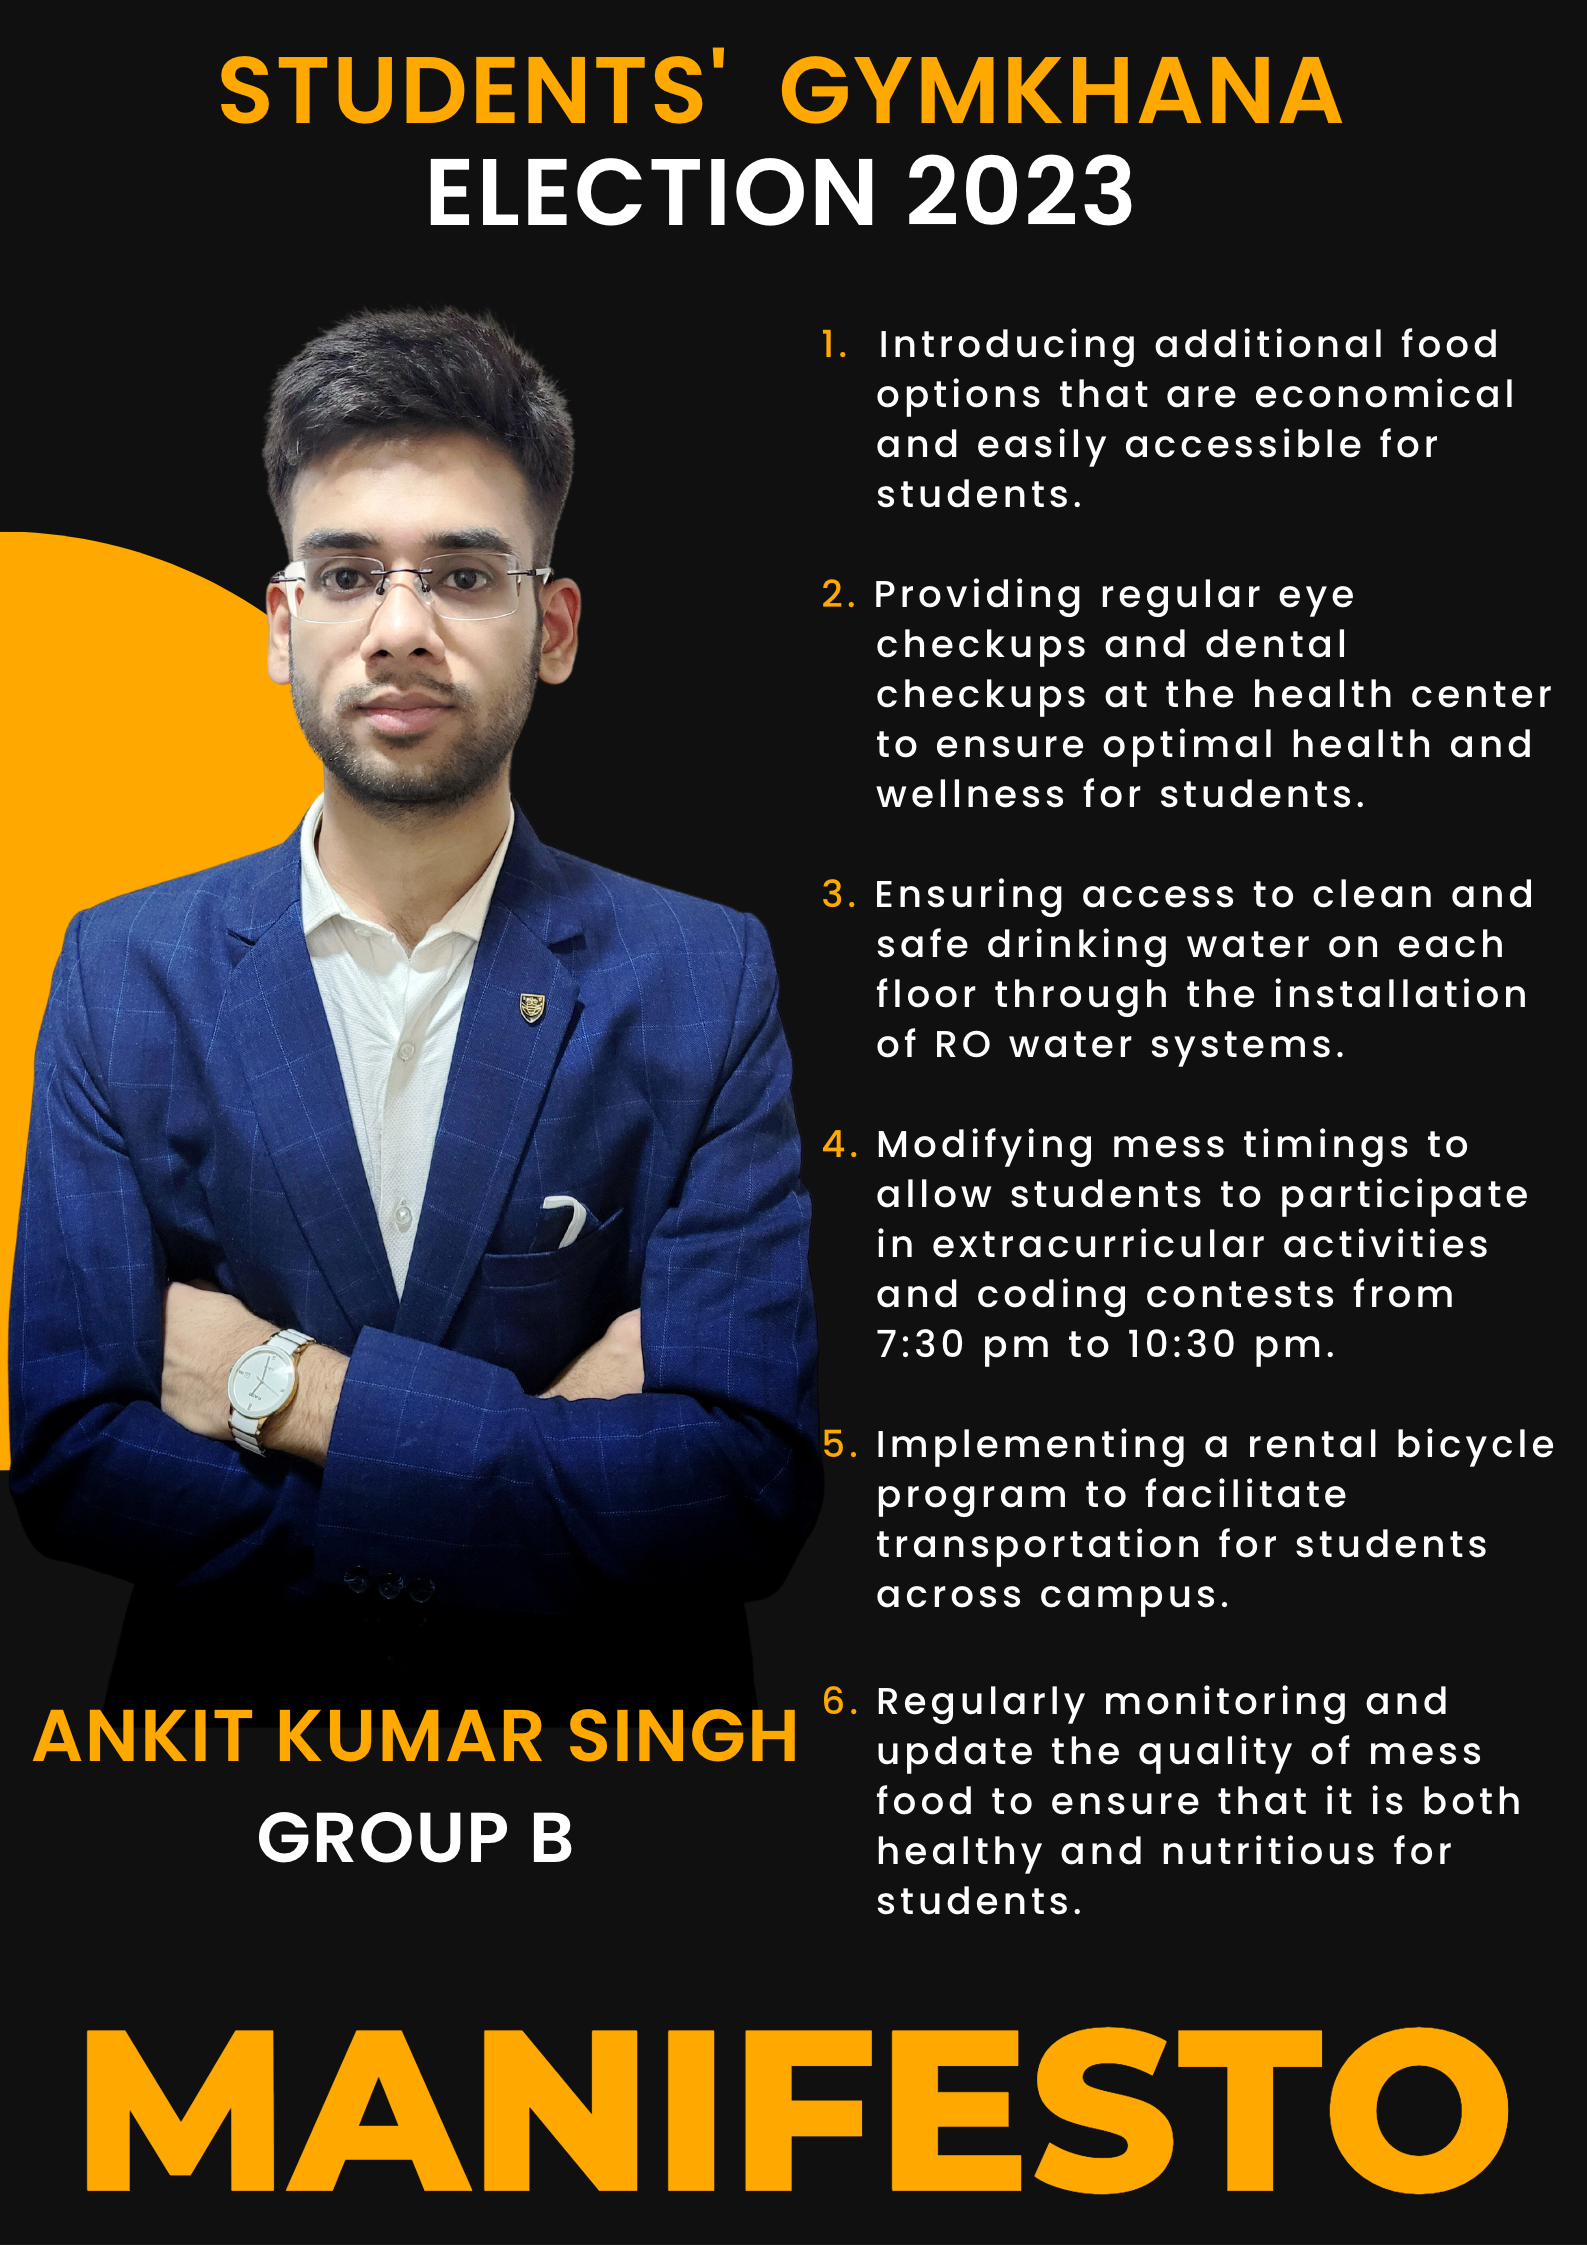 STUDENTS' GYMKHANA
ELECTION 2023
1. Introducing additional food
options that are economical
and easily accessible for
students.
2. Providing regular eye
checkups and dental
checkups at the health center
to ensure optimal health and
wellness for students.
3. Ensuring access to clean and
safe drinking water on each
floor through the installation
of RO water systems.
4. Modifying mess timings to
allow students to participate
in extracurricular activities
and coding contests from
7:30 pm to 10:30 pm.
5. Implementing a rental bicycle
program to facilitate
transportation for students
across campus.
6. Regularly monitoring and
update the quality of mess
food to ensure that it is both
healthy and nutritious for
students.
ANKIT KUMAR SINGH
GROUP B
MANIFESTO